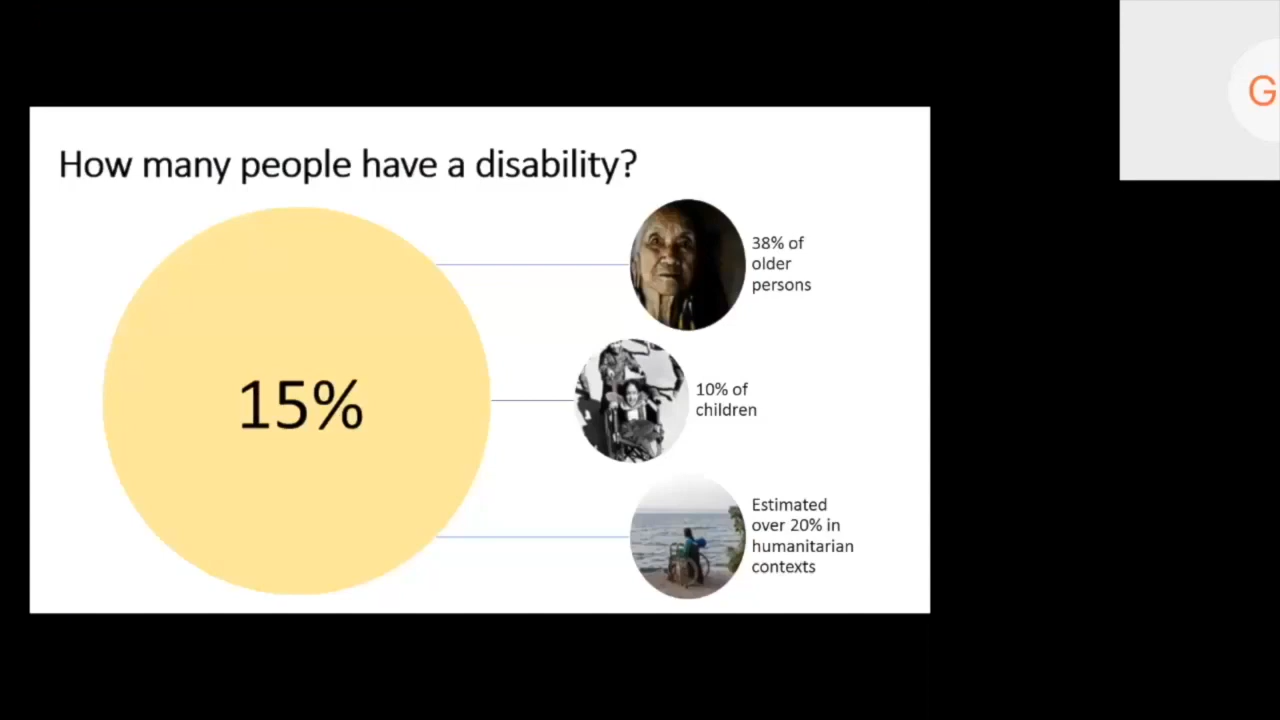 How many people have a disability?
15%
38% of
older
persons
10% of
children
Estimated
over 20% in
humanitarian
contexts
G